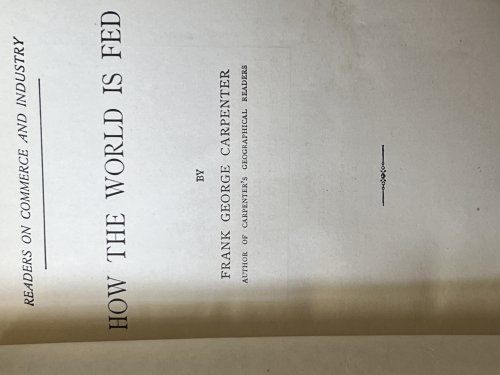 READERS ON COMMERCE AND INDUSTRY
HOW THE WORLD IS FED
BY
FRANK GEORGE CARPENTER
AUTHOR OF CARPENTER'S GEOGRAPHICAL READERS